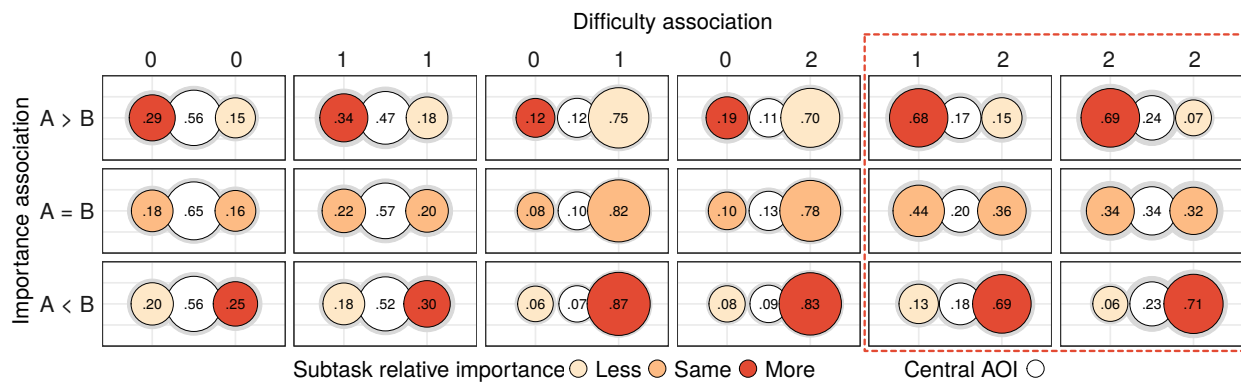 Difficulty association
0 0 1 1 0 1 0 2 1 2 2 2
Importance association
A > B .29 .56 .15 .34 .47 .18 .12 .12 .75 .19 .11 .70 .68 .17 .15 .69 .24 .07
A = B .18 .65 .16 .22 .57 .20 .08 .10 .82 .10 .13 .78 .44 .20 .36 .34 .34 .32
A < B .20 .56 .25 .18 .52 .30 .06 .07 .87 .08 .09 .83 .13 .18 .69 .06 .23 .71
Subtask relative importance Less Same More Central AOI